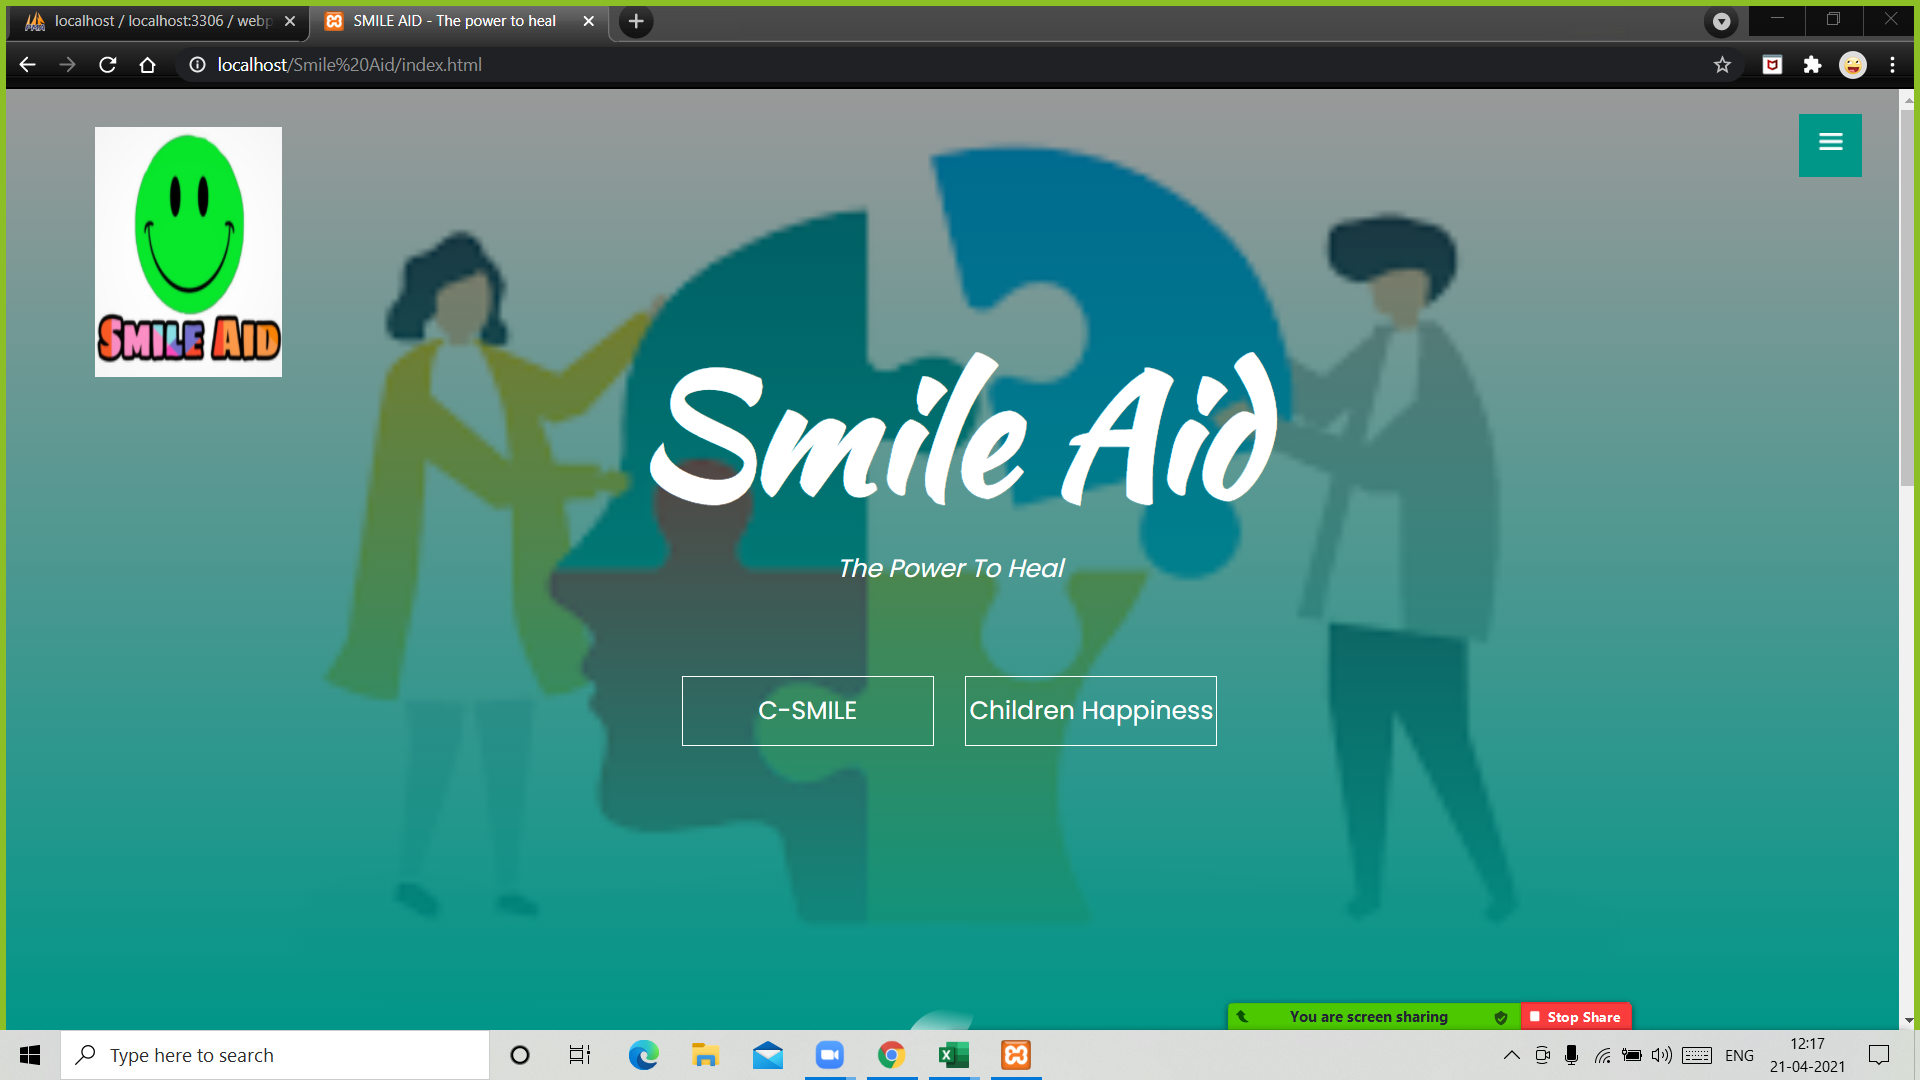 localhost / localhost:3306 / webp
SMILE AID - The power to heal
localhost/Smile%20Aid/index.html
SMILE AID
Smile Aid
The Power To Heal
C-SMILE
Children Happiness
You are screen sharing
Stop Share
Type here to search
ENG
12:17
21-04-2021